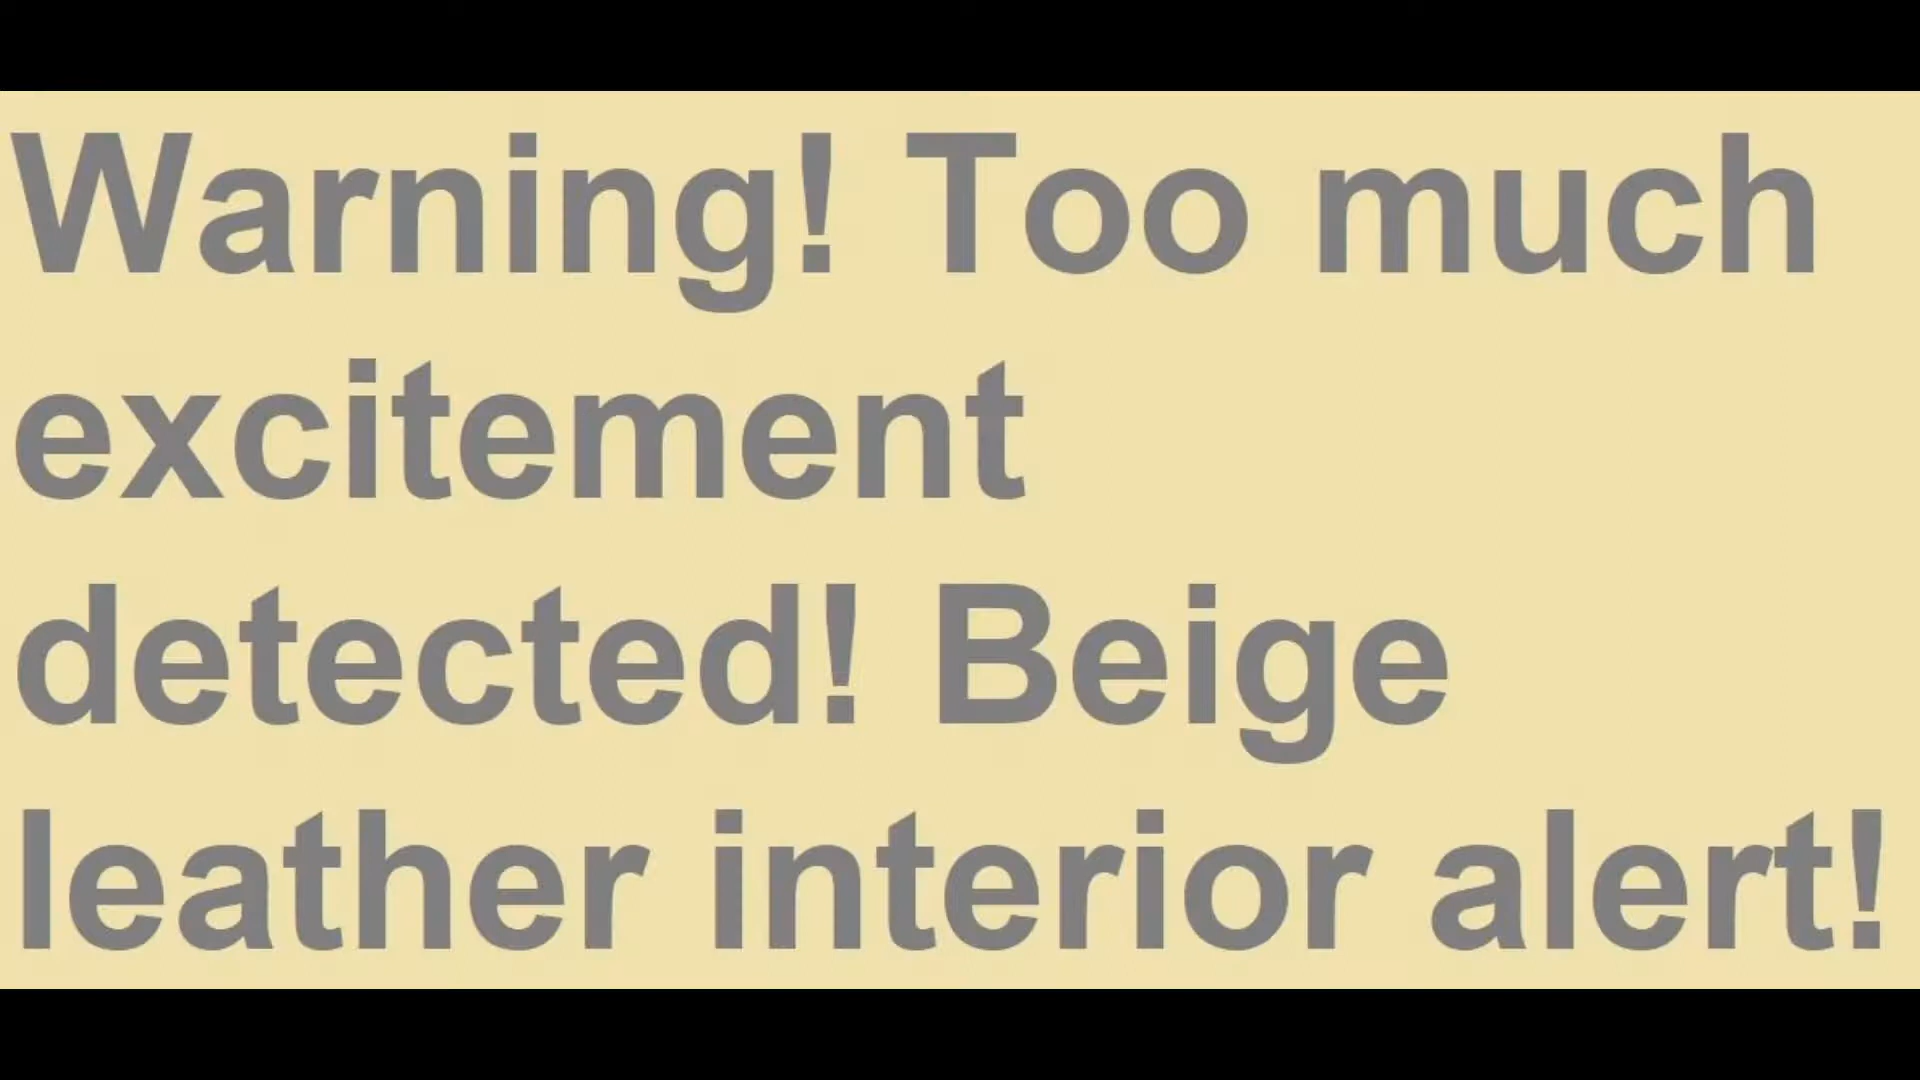 Warning! Too much
excitement
detected! Beige
leather interior alert!